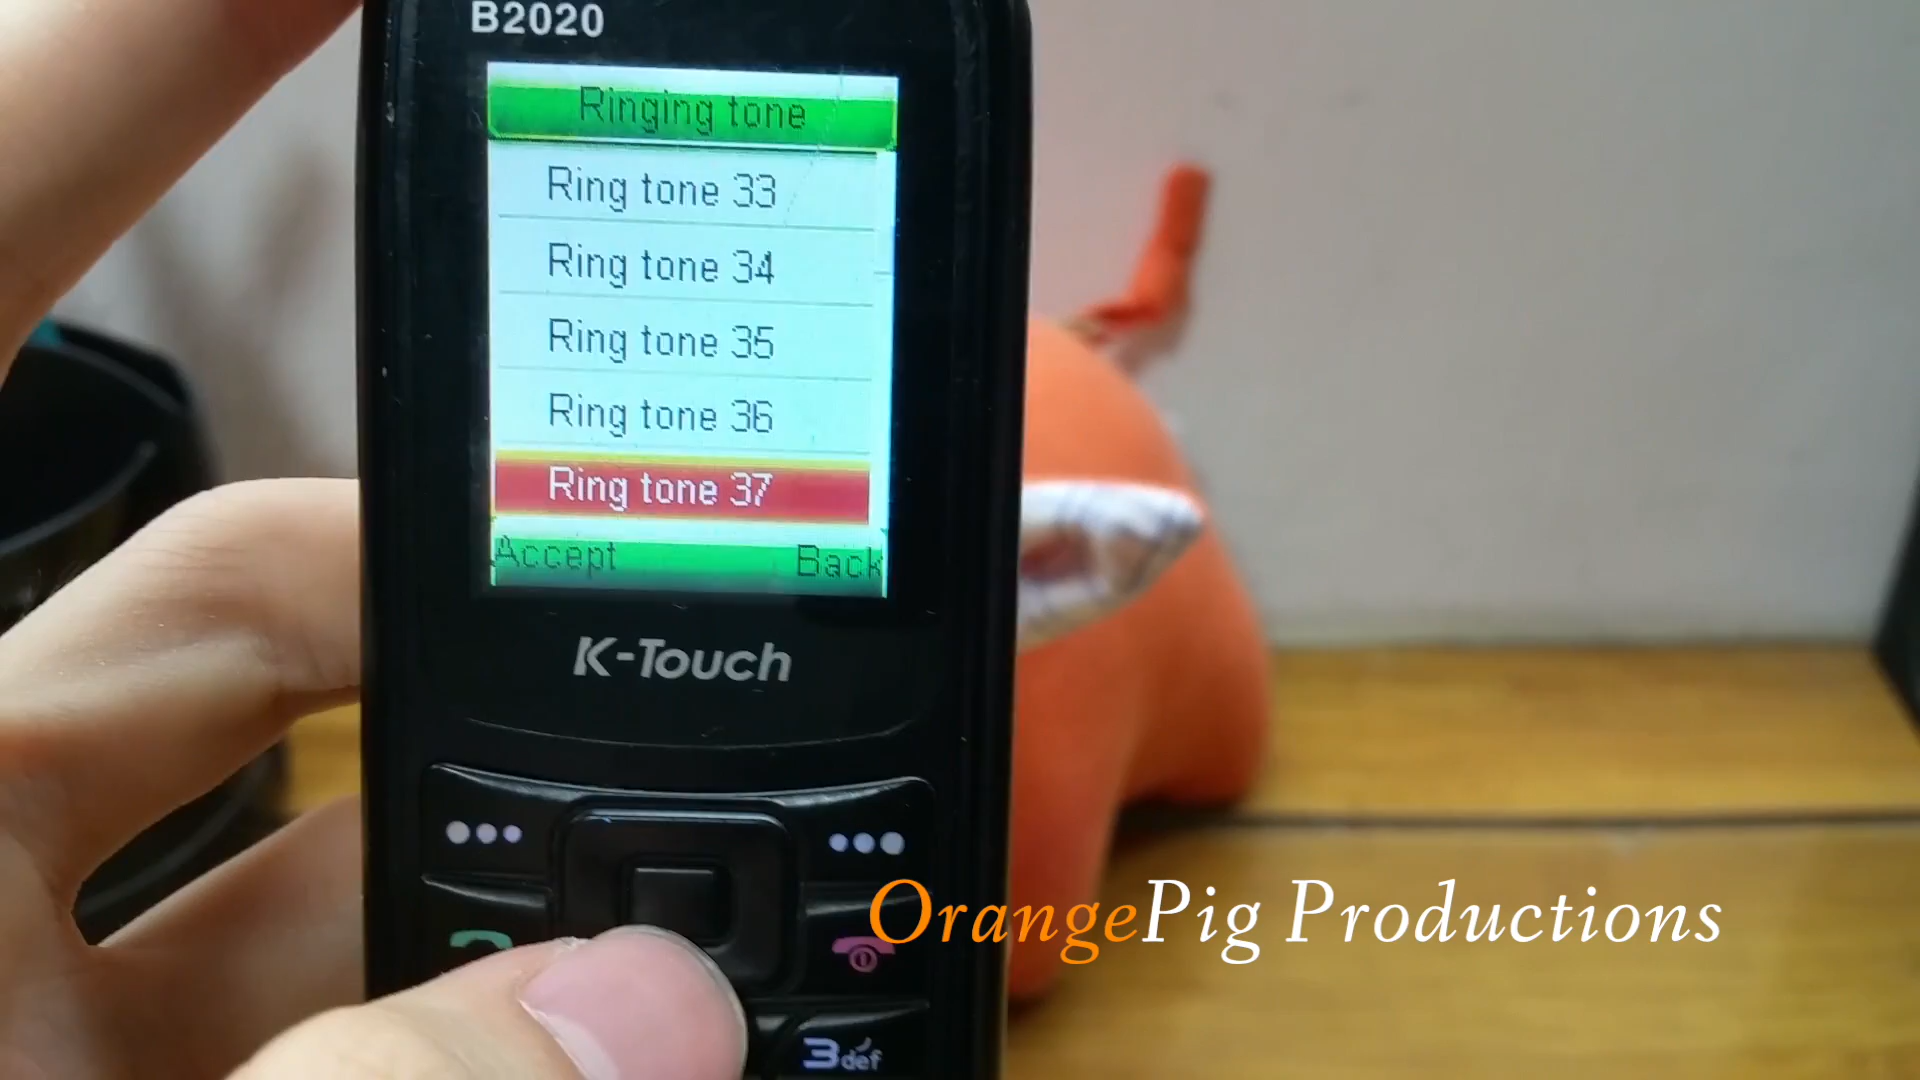 B2020
Ringing tone
Ring tone 33
Ring tone 34
Ring tone 35
Ring tone 36
Ring tone 37
Accept Back
K-Touch
OrangePig Productions
3def